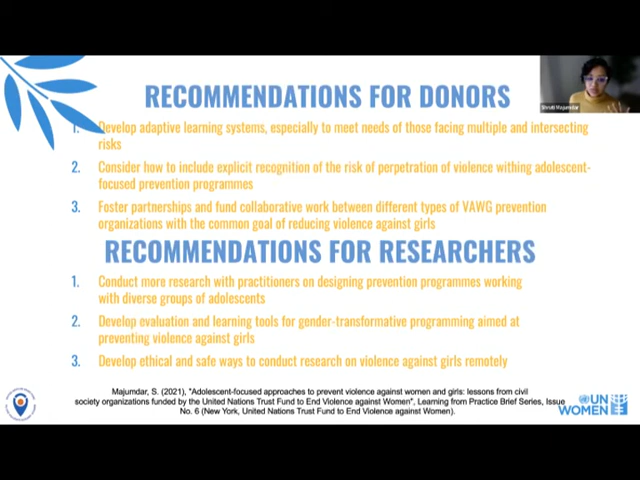 RECOMMENDATIONS FOR DONORS
Shruti Majumdar
1. Develop adaptive learning systems, especially to meet needs of those facing multiple and intersecting
risks
2. Consider how to include explicit recognition of the risk of perpetration of violence withing adolescent-
focused prevention programmes
3. Foster partnerships and fund collaborative work between different types of VAWG prevention
organizations with the common goal of reducing violence against girls
RECOMMENDATIONS FOR RESEARCHERS
1. Conduct more research with practitioners on designing prevention programmes working
with diverse groups of adolescents
2. Develop evaluation and learning tools for gender-transformative programming aimed at
preventing violence against girls
3. Develop ethical and safe ways to conduct research on violence against girls remotely
Majumdar, S. (2021), "Adolescent-focused approaches to prevent violence against women and girls: lessons from civil
society organizations funded by the United Nations Trust Fund to End Violence against Women", Learning from Practice Brief Series, Issue
No. 6 (New York, United Nations Trust Fund to End Violence against Women).
UN
WOMEN